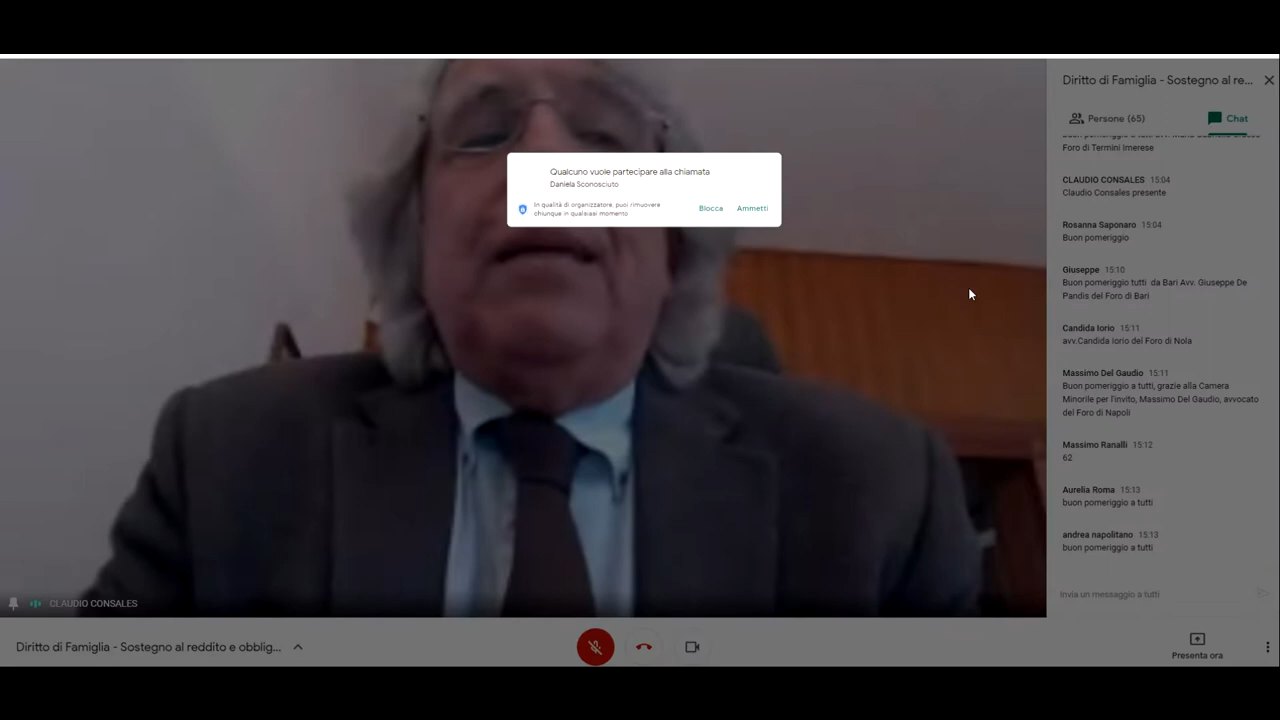 Diritto di Famiglia - Sostegno al re...
Persone (65)
Chat
Foro di Termini Imerese
CLAUDIO CONSALES 15:04
Claudio Consales presente
Rosanna Saponaro 15:04
Buon pomeriggio
Giuseppe 15:10
Buon pomeriggio tutti da Bari Avv. Giuseppe De
Pandis del Foro di Bari
Candida Iorio 15:11
avv.Candida Iorio del Foro di Nola
Massimo Del Gaudio 15:11
Buon pomeriggio a tutti, grazie alla Camera
Minorile per l'invito, Massimo Del Gaudio, avvocato
del Foro di Napoli
Massimo Ranalli 15:12
62
Aurelia Roma 15:13
buon pomeriggio a tutti
andrea napolitano 15:13
buon pomeriggio a tutti
Invia un messaggio a tutti
Qualcuno vuole partecipare alla chiamata
Daniela Sconosciuto
In qualità di organizzatore, puoi rimuovere
chiunque in qualsiasi momento
Blocca Ammetti
CLAUDIO CONSALES
Diritto di Famiglia - Sostegno al reddito e obblig...
Presenta ora